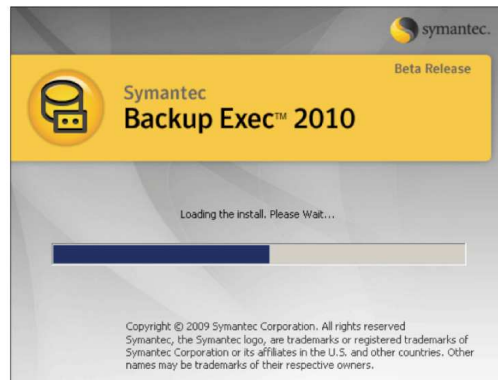 symantec.
Beta Release
Symantec
Backup Exec™ 2010
Loading the install. Please Wait...
Copyright © 2009 Symantec Corporation. All rights reserved
Symantec, the Symantec logo, are trademarks or registered trademarks of
Symantec Corporation or its affiliates in the U.S. and other countries. Other
names may be trademarks of their respective owners.